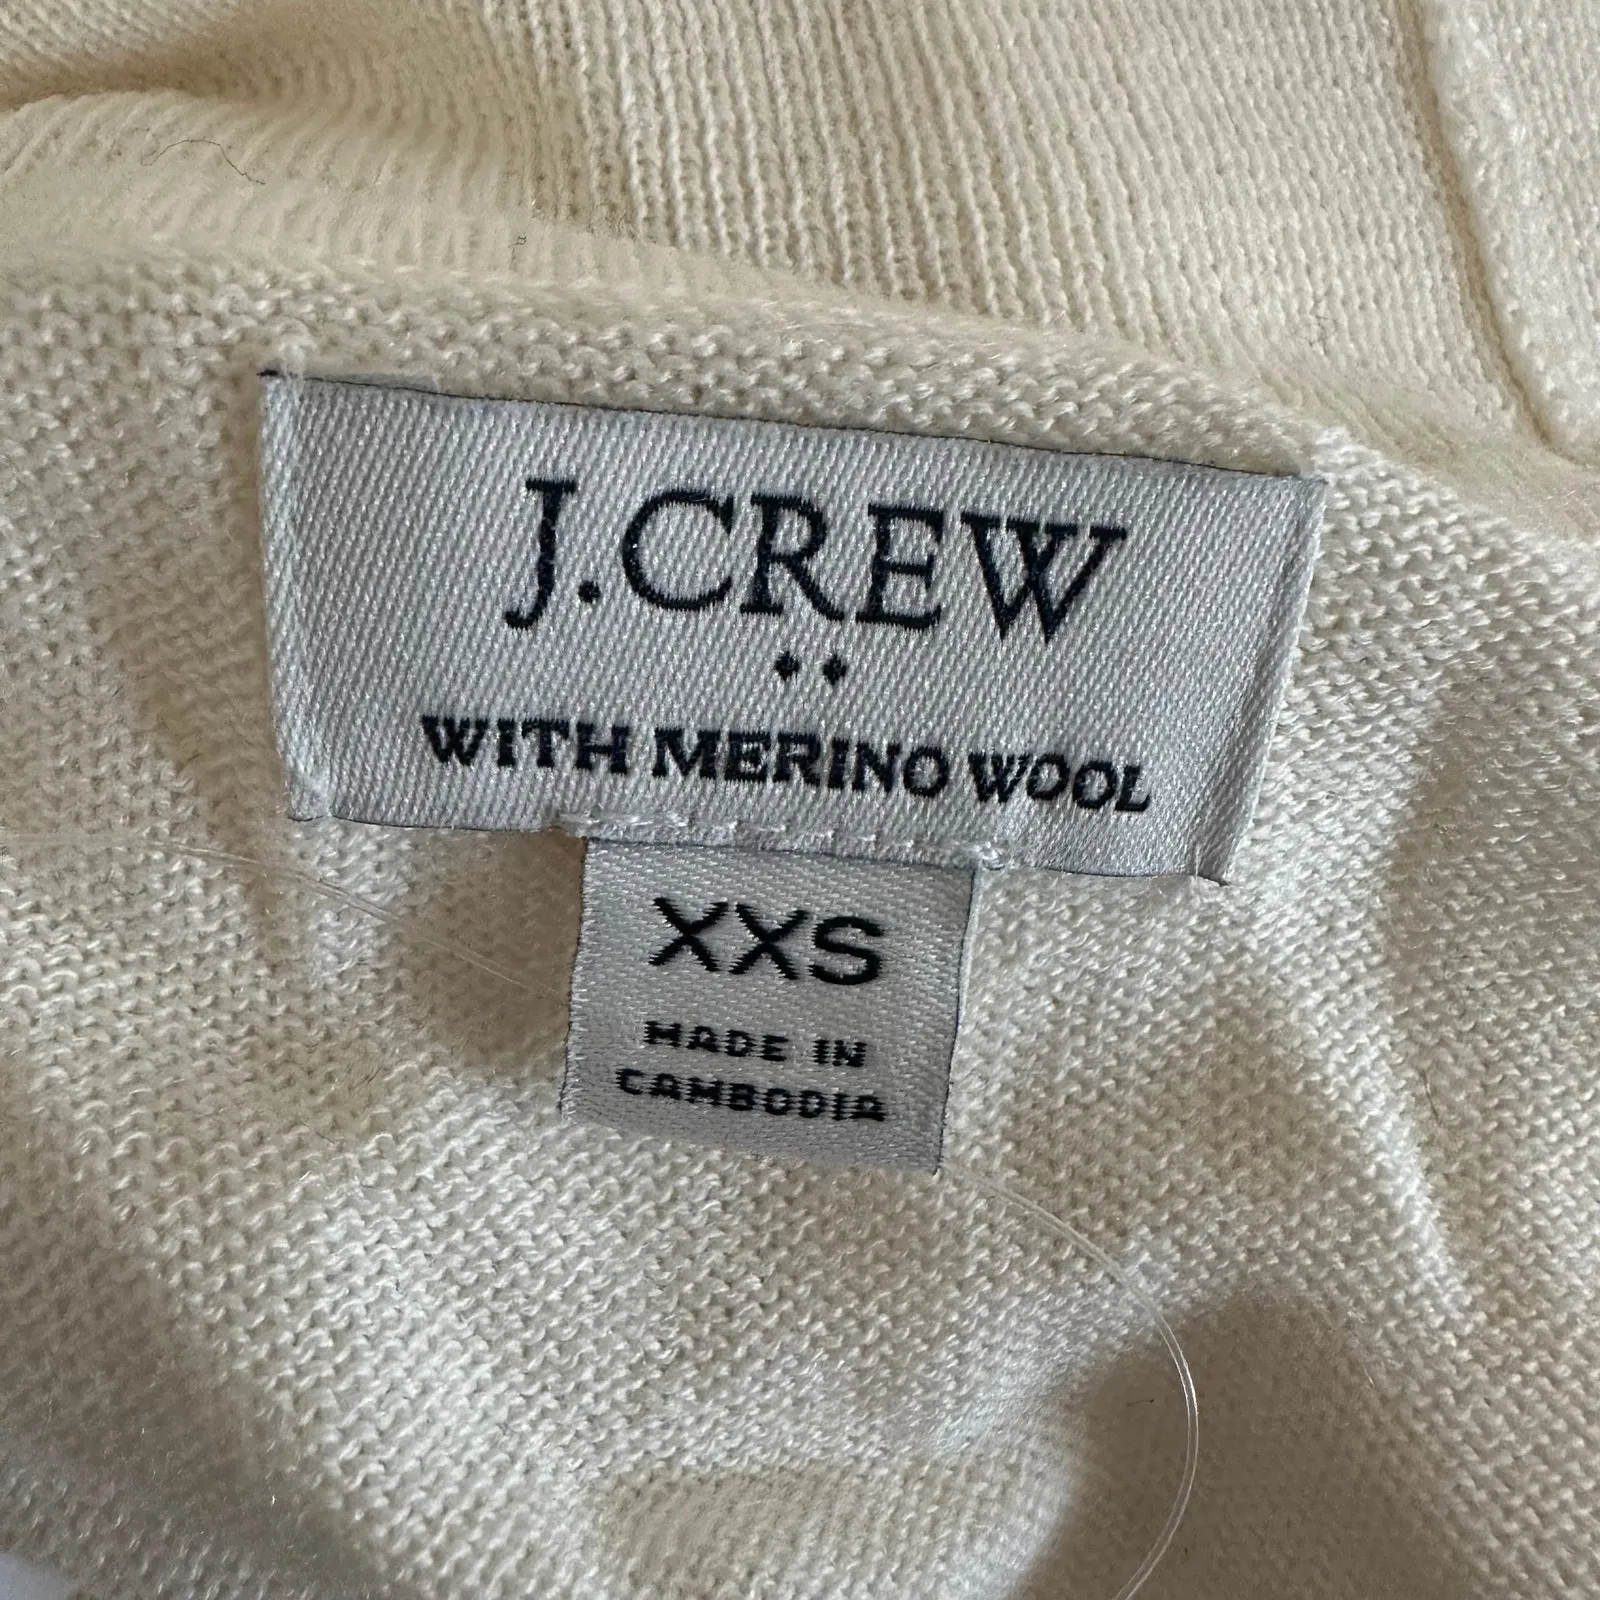 J.CREW
WITH MERINO WOOL
XXS
MADE IN
CAMBODIA